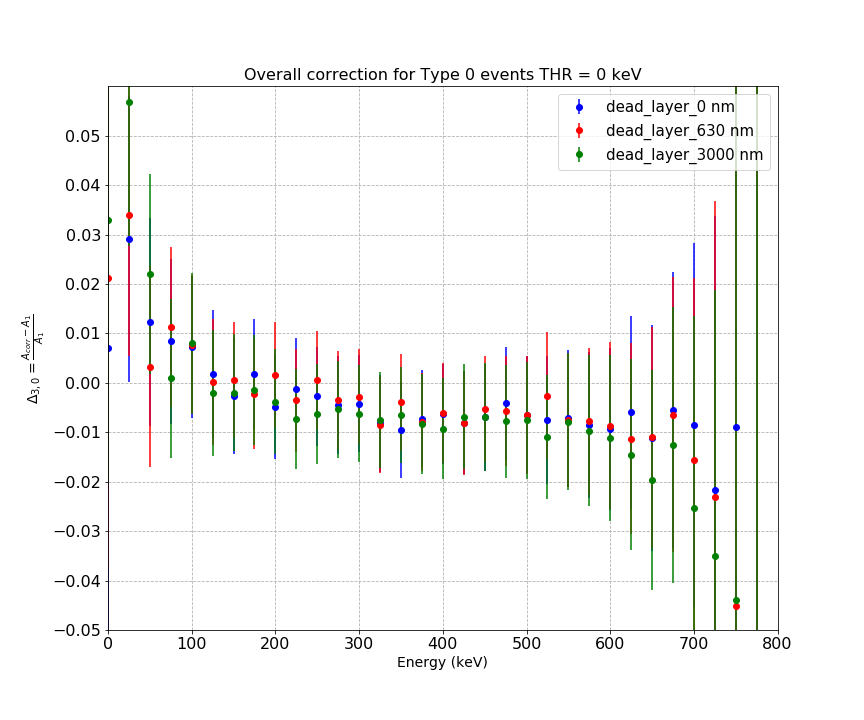 Overall correction for Type 0 events THR = 0 keV
dead_layer_0 nm
dead_layer_630 nm
dead_layer_3000 nm
0.05
0.04
0.03
0.02
0.01
0.00
−0.01
−0.02
−0.03
−0.04
−0.05
Δ3,0 = (Acorr − A1)/A1
0 100 200 300 400 500 600 700 800
Energy (keV)